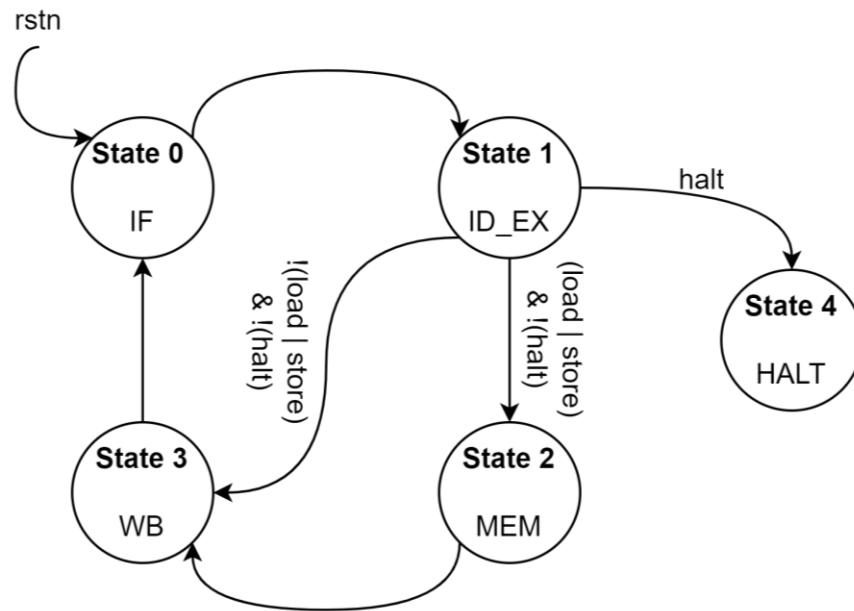 rstn
State 0
IF
State 1
ID_EX
halt
!(load | store)
& !(halt)
(load | store)
& !(halt)
State 4
HALT
State 3
WB
State 2
MEM